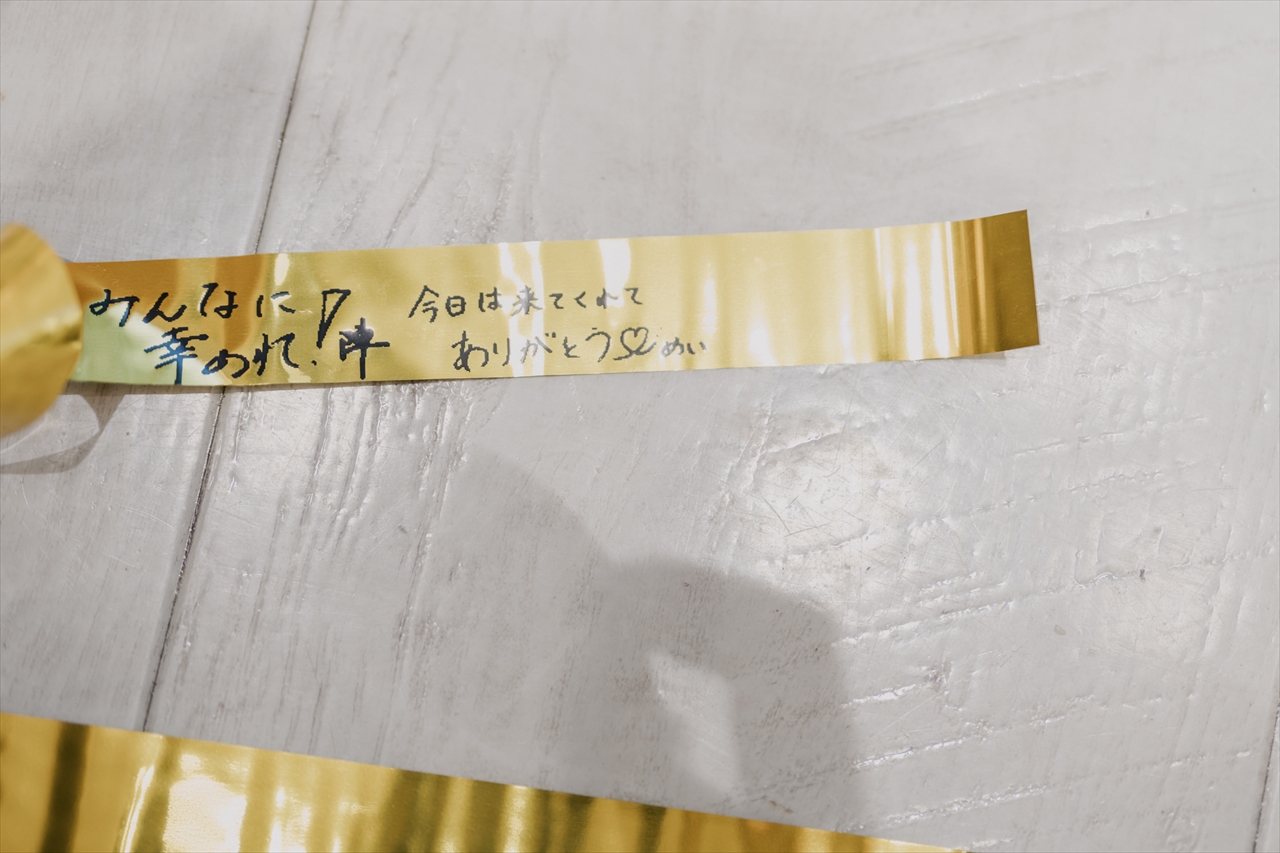 みんなに!
幸あれ! 陣
今日は来てくれて
ありがとう♡めい